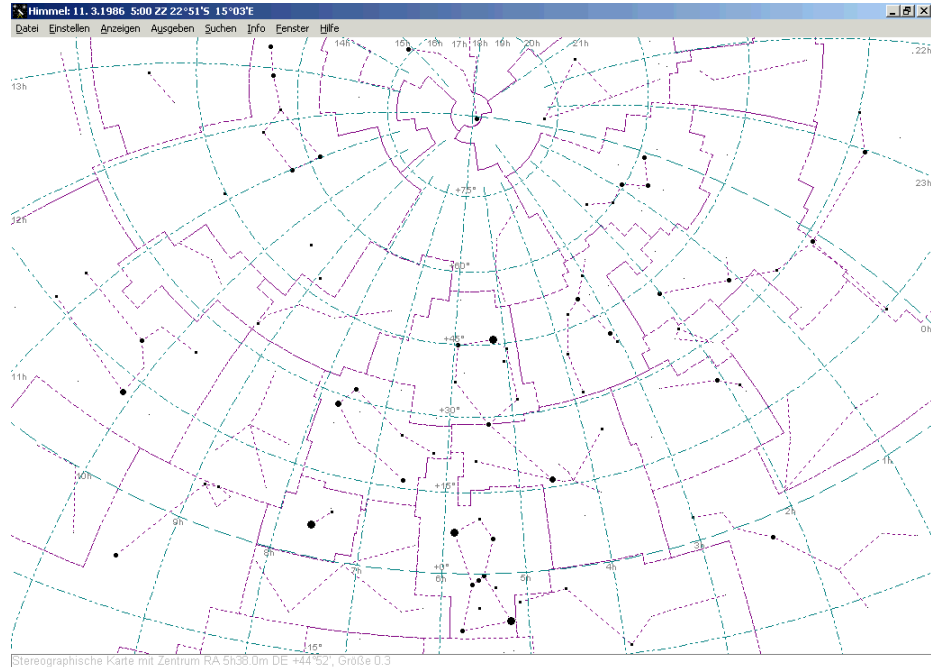 Himmel: 11. 3.1986 5:00 ZZ 22°51'S 15°03'E
Datei Einstellen Anzeigen Ausgeben Suchen Info Fenster Hilfe
14h 15h 16h 17h 18h 19h 20h 21h
22h
13h
+75°
23h
12h
+60°
0h
+45°
11h
+30°
1h
10h
+15°
2h
9h
3h
8h
+0°
7h 6h 5h 4h
-15°
Stereographische Karte mit Zentrum RA 5h38.0m DE +44°52', Größe 0.3